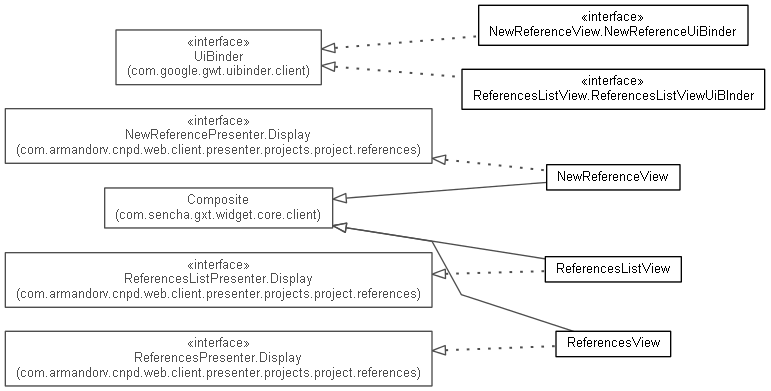 «interface»
UiBinder
(com.google.gwt.uibinder.client)
«interface»
NewReferenceView.NewReferenceUiBinder
«interface»
ReferencesListView.ReferencesListViewUiBInder
«interface»
NewReferencePresenter.Display
(com.armandorv.cnpd.web.client.presenter.projects.project.references)
NewReferenceView
Composite
(com.sencha.gxt.widget.core.client)
«interface»
ReferencesListPresenter.Display
(com.armandorv.cnpd.web.client.presenter.projects.project.references)
ReferencesListView
«interface»
ReferencesPresenter.Display
(com.armandorv.cnpd.web.client.presenter.projects.project.references)
ReferencesView